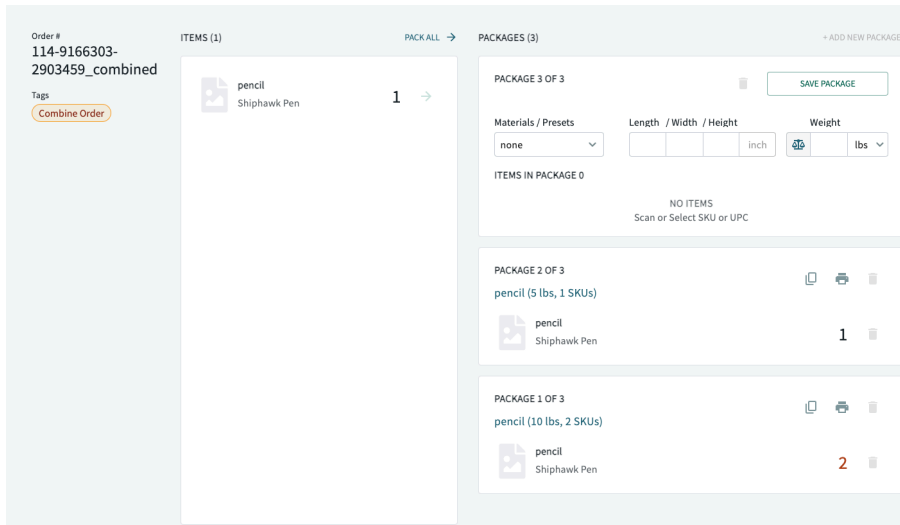 Order #
114-9166303-
2903459_combined
Tags
Combine Order
ITEMS (1)
PACK ALL →
pencil
Shiphawk Pen
1 →
PACKAGES (3)
+ ADD NEW PACKAGE
PACKAGE 3 OF 3
SAVE PACKAGE
Materials / Presets
Length / Width / Height
Weight
none
inch
lbs
ITEMS IN PACKAGE 0
NO ITEMS
Scan or Select SKU or UPC
PACKAGE 2 OF 3
pencil (5 lbs, 1 SKUs)
pencil
Shiphawk Pen
1
PACKAGE 1 OF 3
pencil (10 lbs, 2 SKUs)
pencil
Shiphawk Pen
2